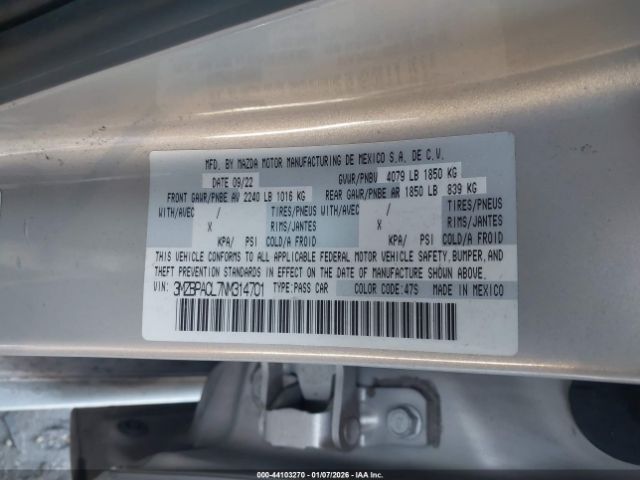 MFD. BY MAZDA MOTOR MANUFACTURING DE MEXICO S.A. DE C.V.
DATE 09/22 GVWR/PNBV 4079 LB 1850 KG
FRONT GAWR/PNBE AV 2240 LB 1016 KG REAR GAWR/PNBE AR 1850 LB 839 KG
WITH/AVEC / TIRES/PNEUS WITH/AVEC / TIRES/PNEUS
X RIMS/JANTES X RIMS/JANTES
KPA/ PSI COLD/A FROID KPA/ PSI COLD/A FROID
THIS VEHICLE CONFORMS TO ALL APPLICABLE FEDERAL MOTOR VEHICLE SAFETY, BUMPER, AND
THEFT PREVENTION STANDARDS IN EFFECT ON THE DATE OF MANUFACTURE SHOWN ABOVE.
VIN: 3MZBPACL7NM314701 TYPE: PASS CAR COLOR CODE: 47S MADE IN MEXICO
000-44103270 - 01/07/2026 - IAA Inc.